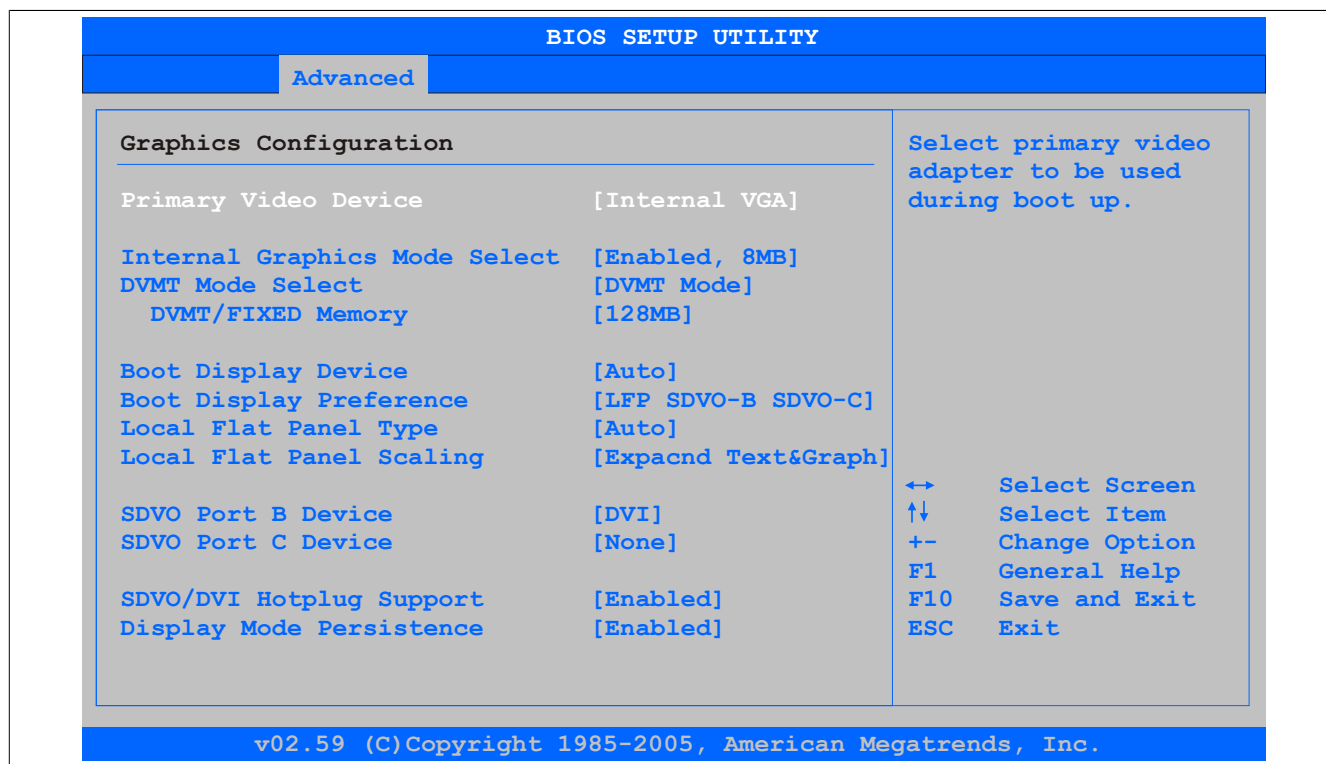 BIOS SETUP UTILITY
Advanced
Graphics Configuration
Primary Video Device [Internal VGA]
Internal Graphics Mode Select [Enabled, 8MB]
DVMT Mode Select [DVMT Mode]
DVMT/FIXED Memory [128MB]
Boot Display Device [Auto]
Boot Display Preference [LFP SDVO-B SDVO-C]
Local Flat Panel Type [Auto]
Local Flat Panel Scaling [Expacnd Text&Graph]
SDVO Port B Device [DVI]
SDVO Port C Device [None]
SDVO/DVI Hotplug Support [Enabled]
Display Mode Persistence [Enabled]
Select primary video
adapter to be used
during boot up.
↔ Select Screen
↑↓ Select Item
+- Change Option
F1 General Help
F10 Save and Exit
ESC Exit
v02.59 (C)Copyright 1985-2005, American Megatrends, Inc.